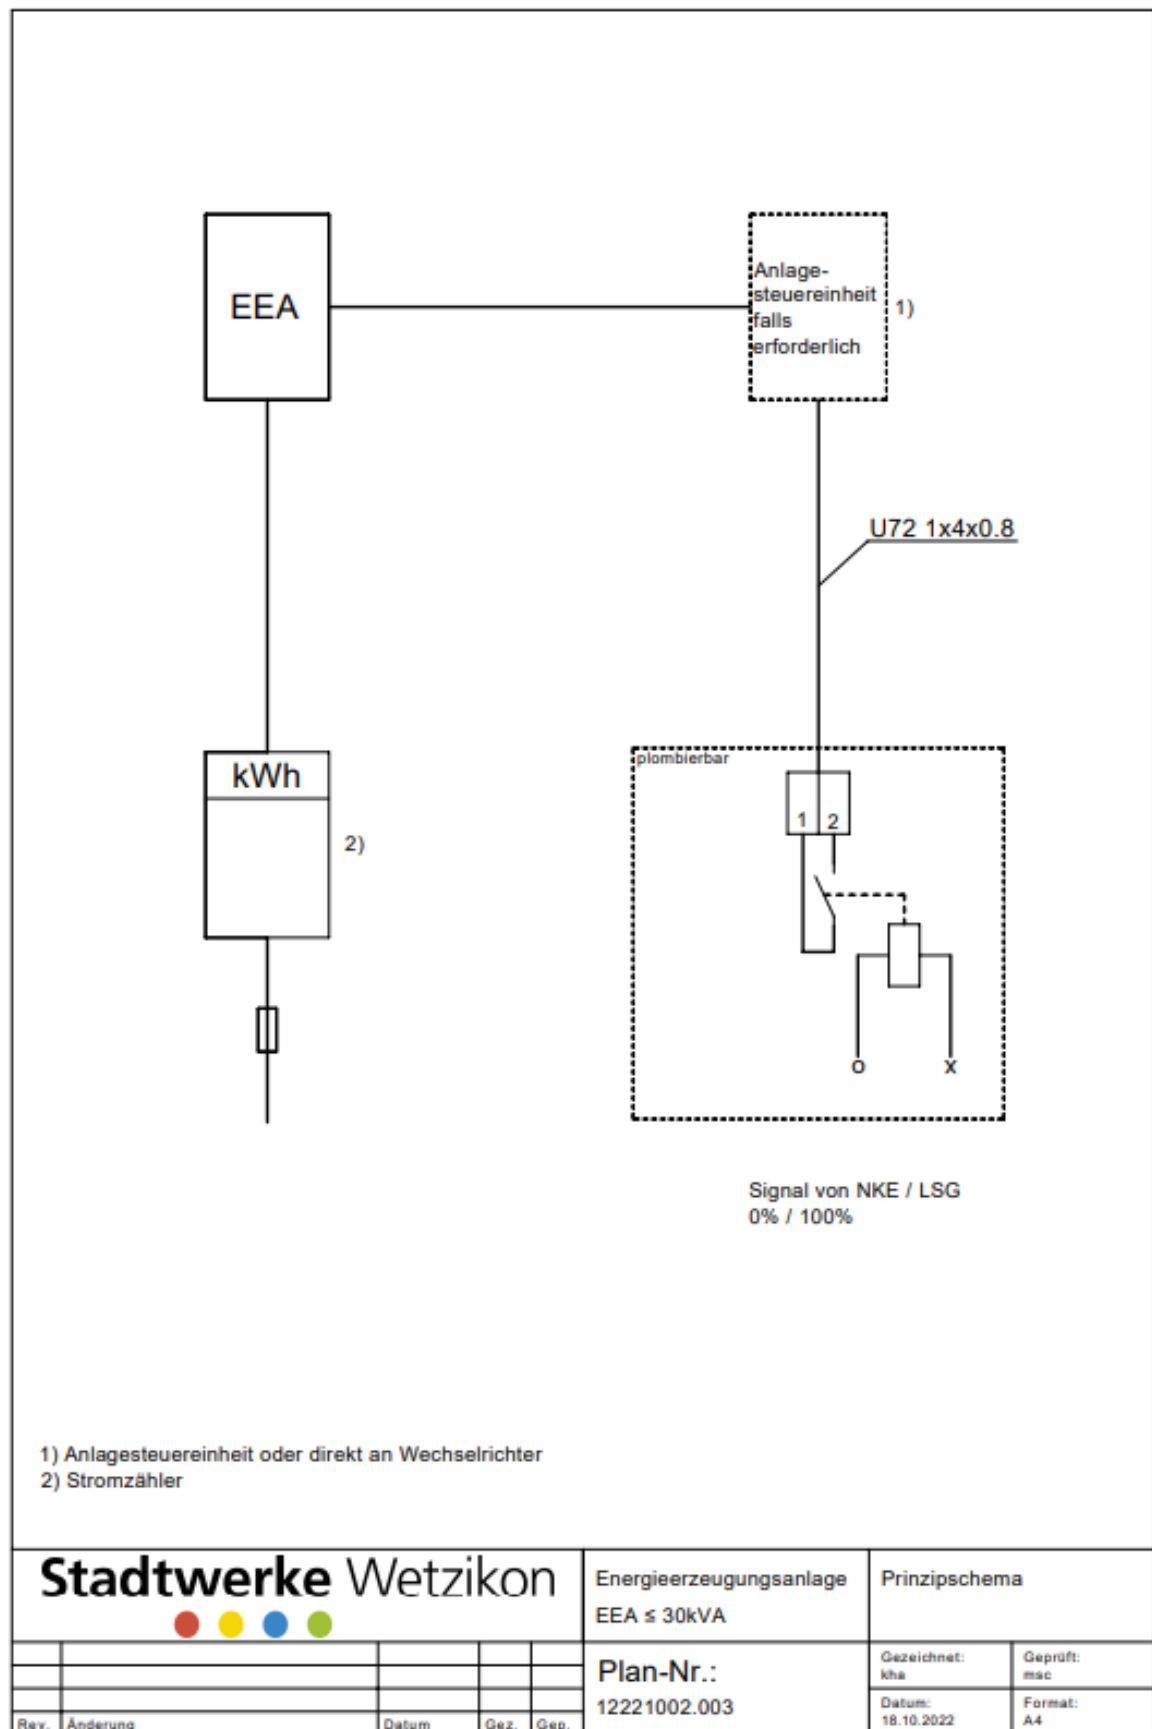 EEA
Anlage-
steuereinheit
falls
erforderlich
1)
U72 1x4x0.8
kWh
2)
plombierbar
1 2
o x
Signal von NKE / LSG
0% / 100%
1) Anlagesteuereinheit oder direkt an Wechselrichter
2) Stromzähler
Stadtwerke Wetzikon
Energieerzeugungsanlage
EEA ≤ 30kVA
Prinzipschema
Plan-Nr.:
12221002.003
Gezeichnet:
kha
Geprüft:
msc
Datum:
18.10.2022
Format:
A4
Rev. Änderung Datum Gez. Gep.